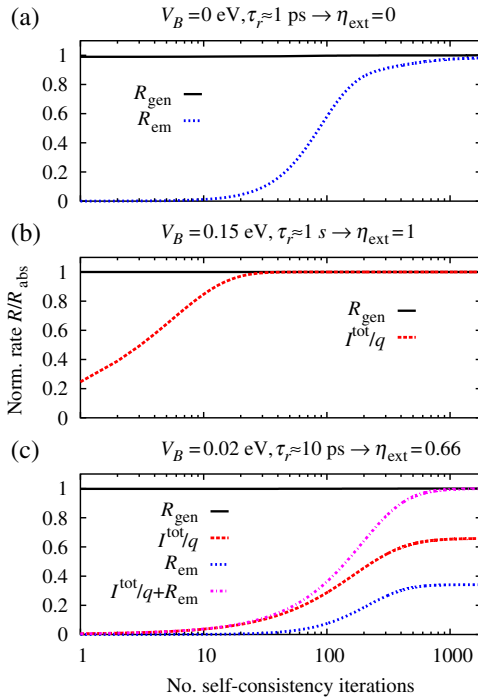 (a) V_B=0 eV, τ_r≈1 ps → η_ext=0
1
0.8
0.6
0.4
0.2
0
R_gen
R_em
(b) V_B=0.15 eV, τ_r≈1 s → η_ext=1
Norm. rate R/R_abs
1
0.8
0.6
0.4
0.2
0
R_gen
I^tot/q
(c) V_B=0.02 eV, τ_r≈10 ps → η_ext=0.66
1
0.8
0.6
0.4
0.2
0
R_gen
I^tot/q
R_em
I^tot/q+R_em
1 10 100 1000
No. self-consistency iterations